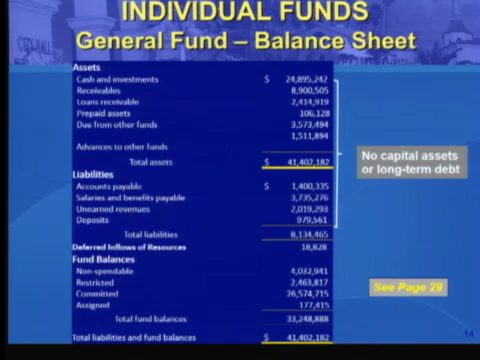 CITY HALL
INDIVIDUAL FUNDS
General Fund – Balance Sheet
Assets
Cash and investments $ 24,895,242
Receivables 8,900,505
Loans receivable 2,414,919
Prepaid assets 106,128
Due from other funds 3,573,494
1,511,894
Advances to other funds
Total assets $ 41,402,182
No capital assets
or long-term debt
Liabilities
Accounts payable $ 1,400,335
Salaries and benefits payable 3,735,276
Unearned revenues 2,019,293
Deposits 979,561
Total liabilities 8,134,465
Deferred Inflows of Resources 18,828
Fund Balances
Non-spendable 4,032,941
Restricted 2,463,817
Committed 26,574,715
Assigned 177,415
See Page 29
Total fund balances 33,248,888
Total liabilities and fund balances $ 41,402,182
14